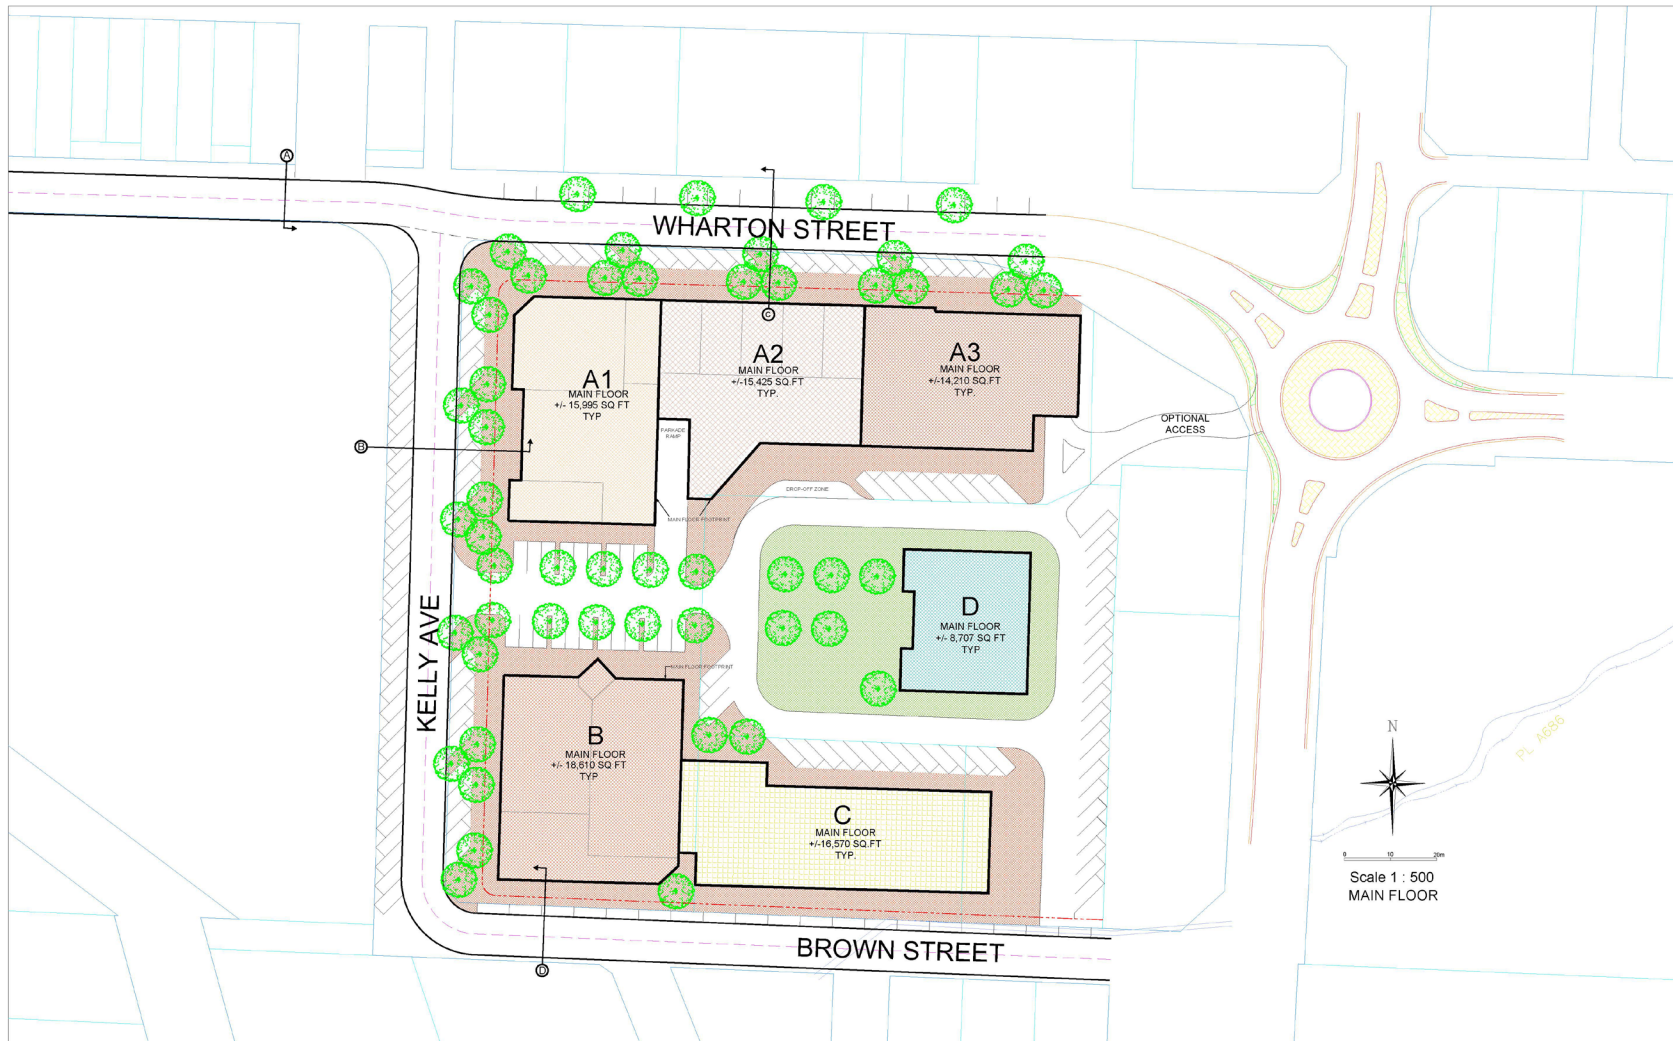 A
WHARTON STREET
C
A1
MAIN FLOOR
+/- 15,995 SQ FT
TYP
A2
MAIN FLOOR
+/-15,425 SQ.FT
TYP.
A3
MAIN FLOOR
+/-14,210 SQ.FT
TYP.
OPTIONAL
ACCESS
PARKADE
RAMP
B
DROP-OFF ZONE
MAIN FLOOR FOOTPRINT
KELLY AVE
D
MAIN FLOOR
+/- 8,707 SQ FT
TYP
MAIN FLOOR FOOTPRINT
B
MAIN FLOOR
+/- 18,610 SQ FT
TYP
C
MAIN FLOOR
+/-16,570 SQ.FT
TYP.
PL. A686
N
0 10 20m
Scale 1 : 500
MAIN FLOOR
BROWN STREET
D